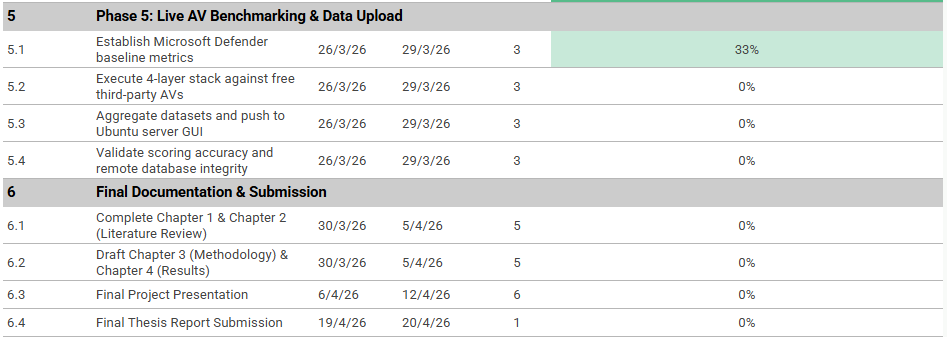 5 Phase 5: Live AV Benchmarking & Data Upload
5.1 Establish Microsoft Defender baseline metrics 26/3/26 29/3/26 3 33%
5.2 Execute 4-layer stack against free third-party AVs 26/3/26 29/3/26 3 0%
5.3 Aggregate datasets and push to Ubuntu server GUI 26/3/26 29/3/26 3 0%
5.4 Validate scoring accuracy and remote database integrity 26/3/26 29/3/26 3 0%
6 Final Documentation & Submission
6.1 Complete Chapter 1 & Chapter 2 (Literature Review) 30/3/26 5/4/26 5 0%
6.2 Draft Chapter 3 (Methodology) & Chapter 4 (Results) 30/3/26 5/4/26 5 0%
6.3 Final Project Presentation 6/4/26 12/4/26 6 0%
6.4 Final Thesis Report Submission 19/4/26 20/4/26 1 0%